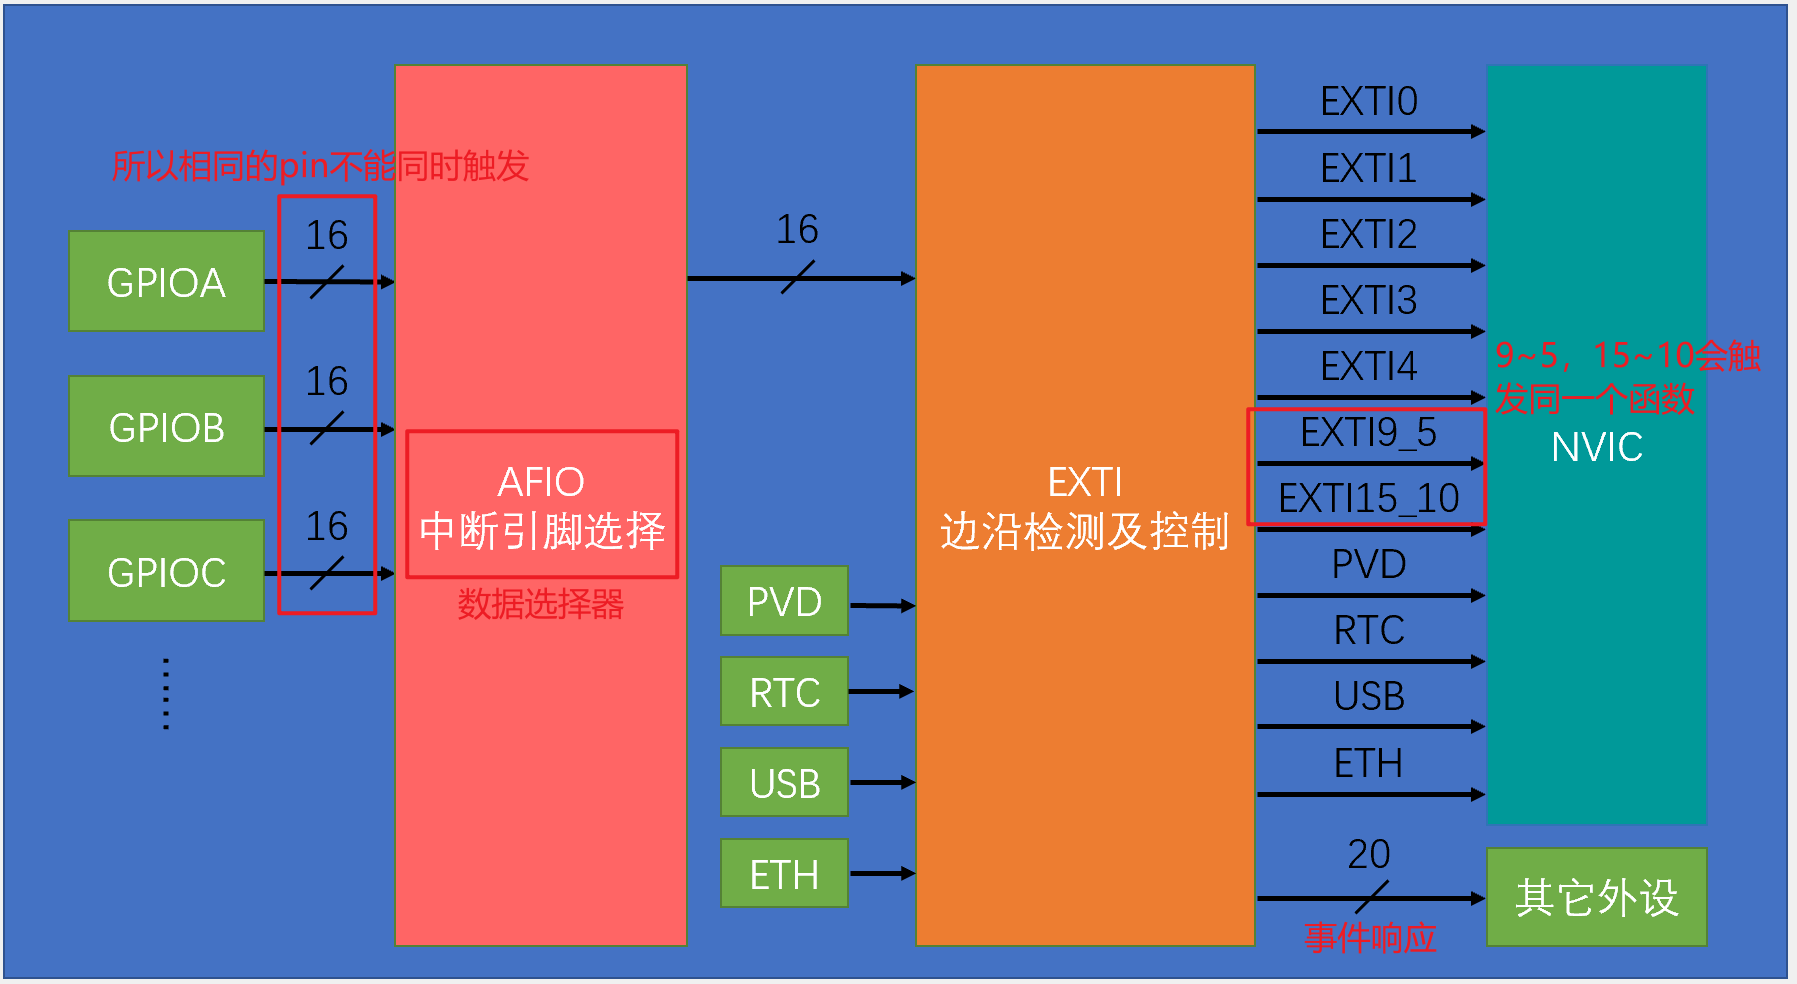 所以相同的pin不能同时触发
GPIOA
16
GPIOB
16
GPIOC
16
AFIO
中断引脚选择
数据选择器
16
PVD
RTC
USB
ETH
EXTI
边沿检测及控制
EXTI0
EXTI1
EXTI2
EXTI3
EXTI4
EXTI9_5
EXTI15_10
PVD
RTC
USB
ETH
20
事件响应
9~5，15~10会触
发同一个函数
NVIC
其它外设